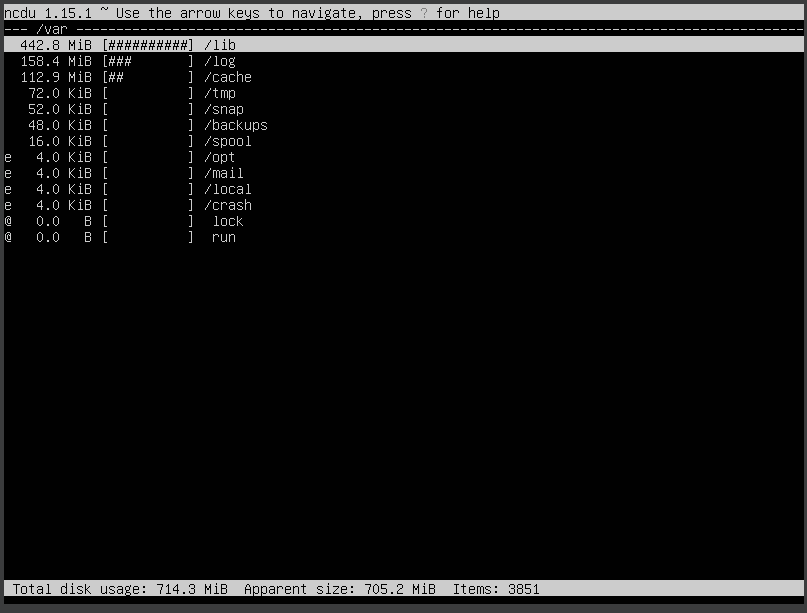 ncdu 1.15.1 ~ Use the arrow keys to navigate, press ? for help
--- /var ----------------------------------------------------------------------------------------
  442.8 MiB [##########] /lib
  158.4 MiB [###       ] /log
  112.9 MiB [##        ] /cache
   72.0 KiB [          ] /tmp
   52.0 KiB [          ] /snap
   48.0 KiB [          ] /backups
   16.0 KiB [          ] /spool
e   4.0 KiB [          ] /opt
e   4.0 KiB [          ] /mail
e   4.0 KiB [          ] /local
e   4.0 KiB [          ] /crash
@   0.0   B [          ]  lock
@   0.0   B [          ]  run
Total disk usage: 714.3 MiB  Apparent size: 705.2 MiB  Items: 3851